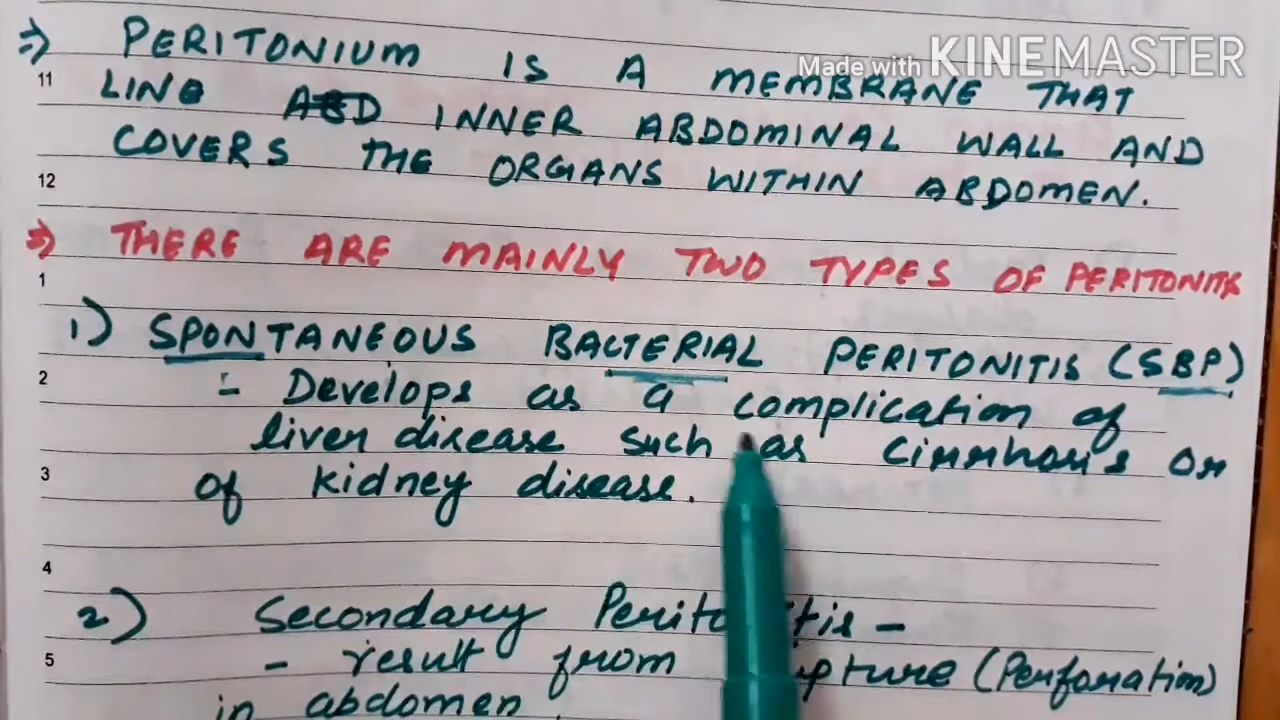 Made with KINEMASTER
⇒ PERITONIUM IS A MEMBRANE THAT
11
LINE AND INNER ABDOMINAL WALL AND
COVERS THE ORGANS WITHIN ABDOMEN.
12
⇒ THERE ARE MAINLY TWO TYPES OF PERITONITIS
1
1) SPONTANEOUS BACTERIAL PERITONITIS (SBP)
2
:- Develops as a complication of
liver disease such as Cirrhosis or
3
of kidney disease.
4
2) Secondary -
5
- result from (Perforation)
in abdomen.